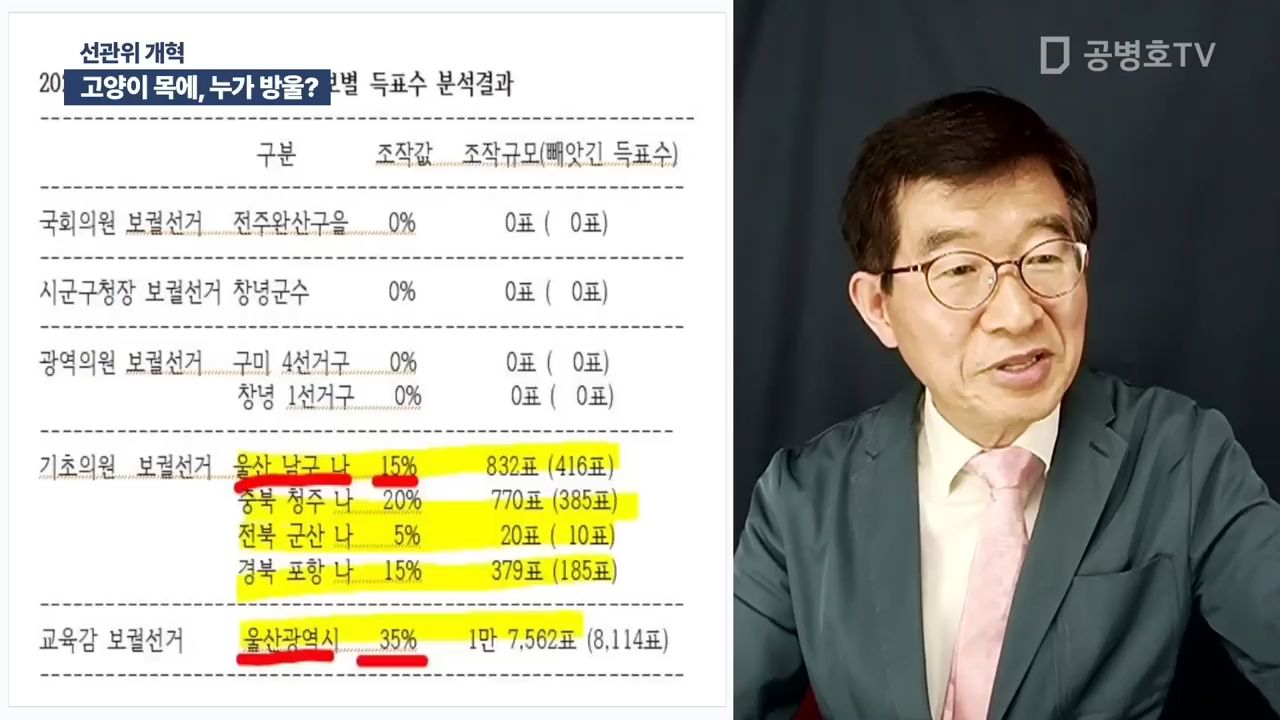 선관위 개혁
고양이 목에, 누가 방울?
공병호TV
202 보별 득표수 분석결과
구분 조작값 조작규모(빼앗긴 득표수)
국회의원 보궐선거 전주완산구을 0% 0표 ( 0표)
시군구청장 보궐선거 창녕군수 0% 0표 ( 0표)
광역의원 보궐선거 구미 4선거구 0% 0표 ( 0표)
창녕 1선거구 0% 0표 ( 0표)
기초의원 보궐선거 울산 남구 나 15% 832표 (416표)
충북 청주 나 20% 770표 (385표)
전북 군산 나 5% 20표 ( 10표)
경북 포항 나 15% 379표 (185표)
교육감 보궐선거 울산광역시 35% 1만 7,562표 (8,114표)